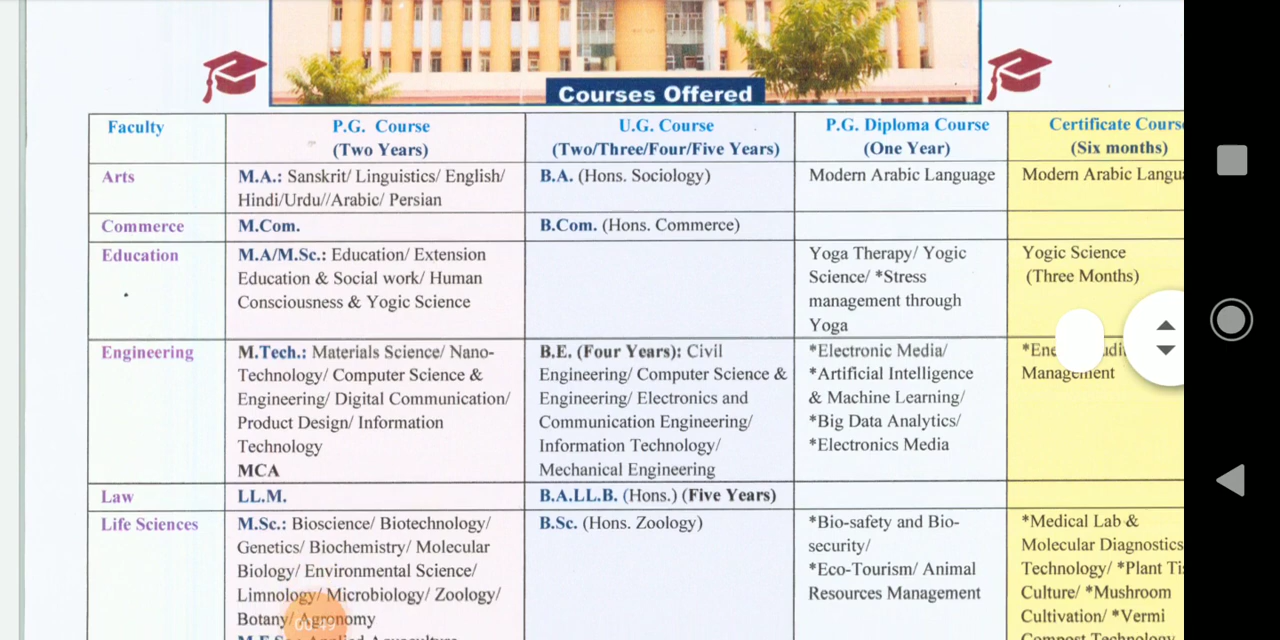 Courses Offered
Faculty
P.G. Course
(Two Years)
U.G. Course
(Two/Three/Four/Five Years)
P.G. Diploma Course
(One Year)
Certificate Cours
(Six months)
Arts
M.A.: Sanskrit/ Linguistics/ English/
Hindi/Urdu//Arabic/ Persian
B.A. (Hons. Sociology)
Modern Arabic Language
Modern Arabic Langu
Commerce
M.Com.
B.Com. (Hons. Commerce)
Education
M.A/M.Sc.: Education/ Extension
Education & Social work/ Human
Consciousness & Yogic Science
Yoga Therapy/ Yogic
Science/ *Stress
management through
Yoga
Yogic Science
(Three Months)
Engineering
M.Tech.: Materials Science/ Nano-
Technology/ Computer Science &
Engineering/ Digital Communication/
Product Design/ Information
Technology
MCA
B.E. (Four Years): Civil
Engineering/ Computer Science &
Engineering/ Electronics and
Communication Engineering/
Information Technology/
Mechanical Engineering
*Electronic Media/
*Artificial Intelligence
& Machine Learning/
*Big Data Analytics/
*Electronics Media
Management
Law
LL.M.
B.A.LL.B. (Hons.) (Five Years)
Life Sciences
M.Sc.: Bioscience/ Biotechnology/
Genetics/ Biochemistry/ Molecular
Biology/ Environmental Science/
Limnology/ Microbiology/ Zoology/
Botany/ Agronomy
B.Sc. (Hons. Zoology)
*Bio-safety and Bio-
security/
*Eco-Tourism/ Animal
Resources Management
*Medical Lab &
Molecular Diagnostics
Technology/ *Plant Ti
Culture/ *Mushroom
Cultivation/ *Vermi
Compost Technology